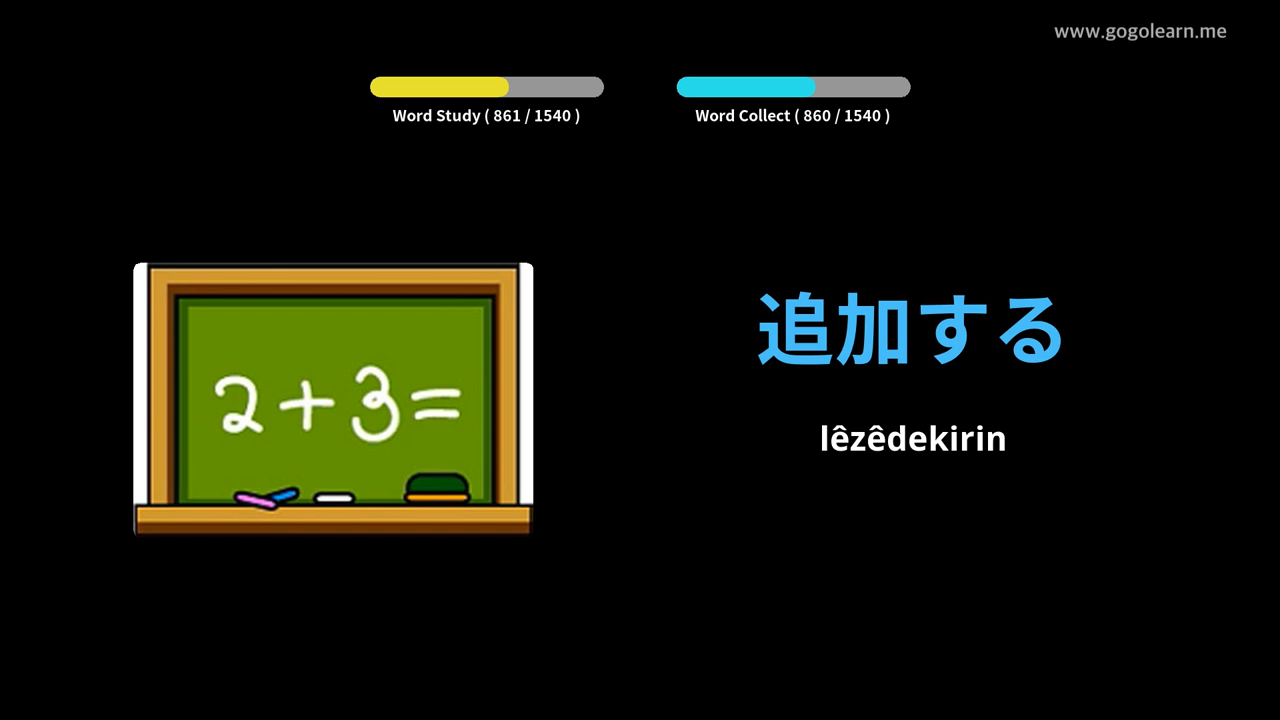 www.gogolearn.me
Word Study ( 861 / 1540 )
Word Collect ( 860 / 1540 )
2+3=
追加する
lêzêdekirin